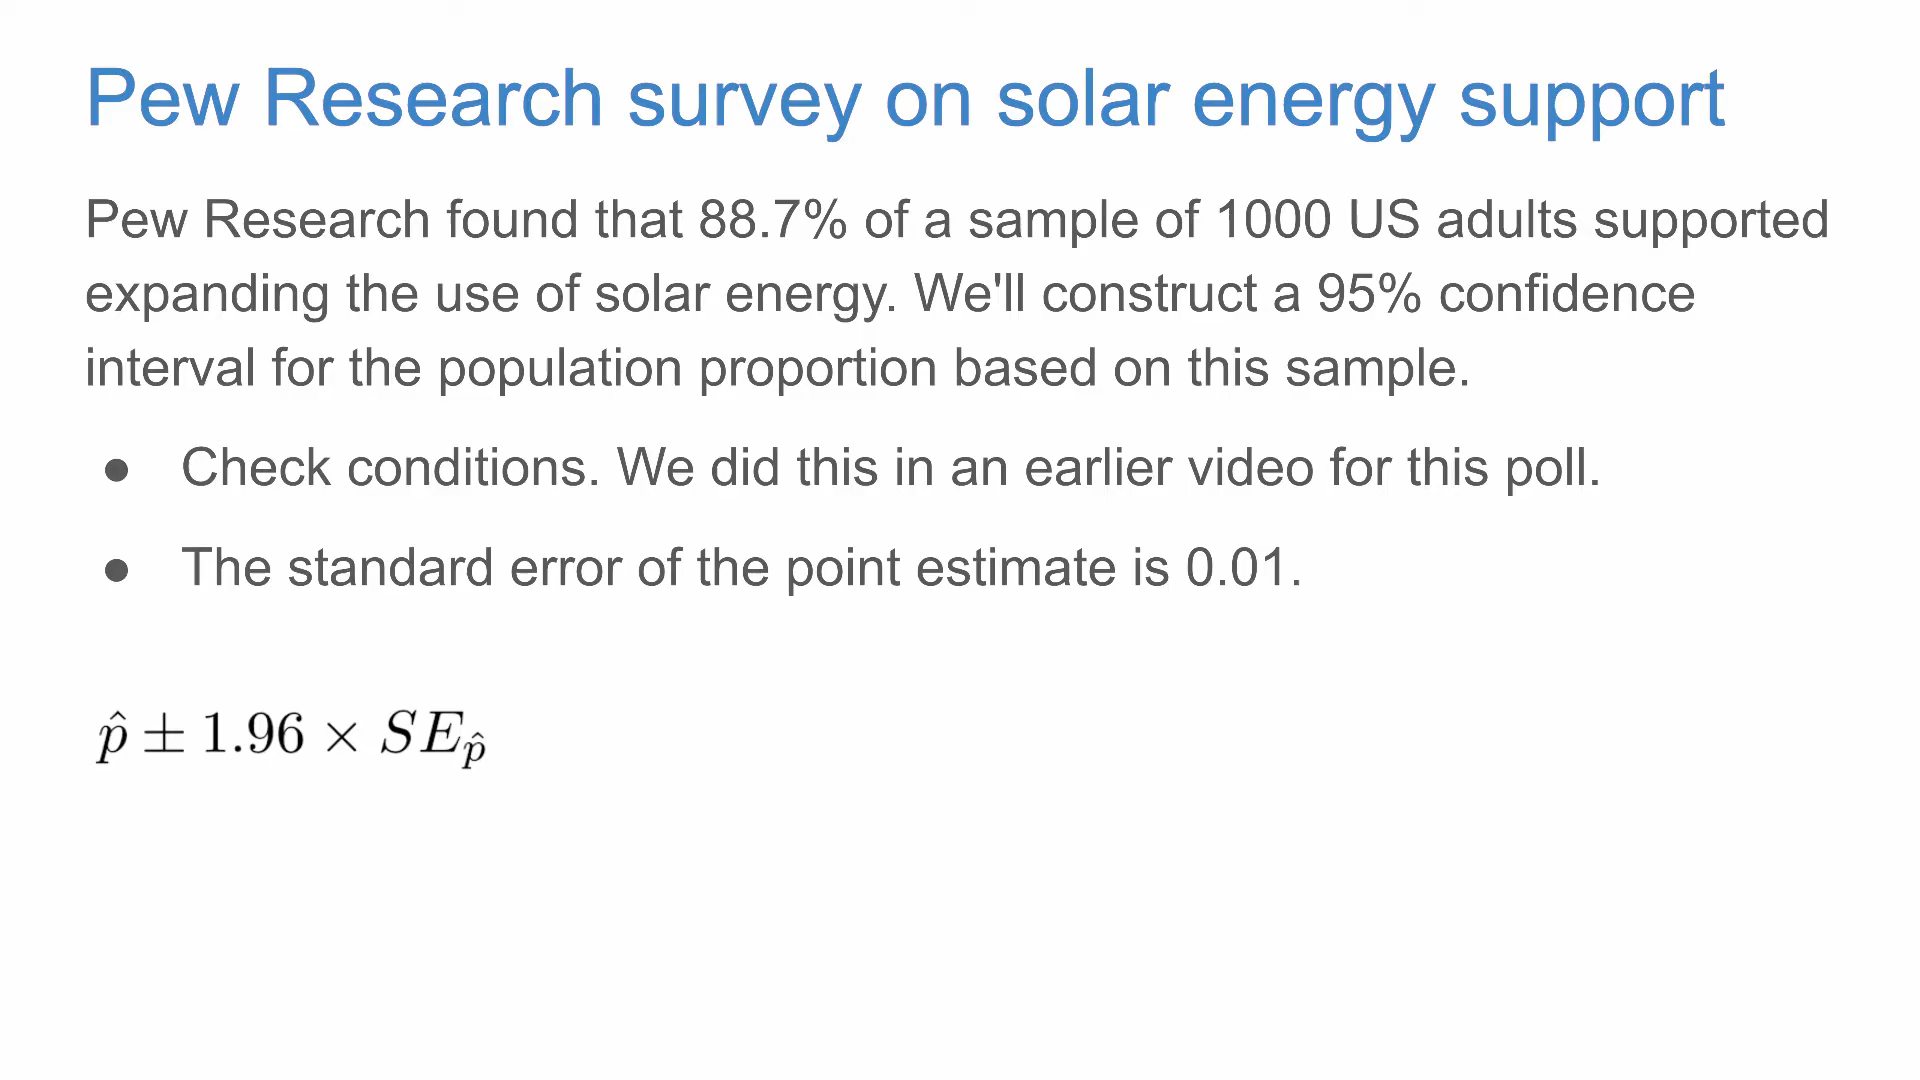 Pew Research survey on solar energy support
Pew Research found that 88.7% of a sample of 1000 US adults supported
expanding the use of solar energy. We'll construct a 95% confidence
interval for the population proportion based on this sample.
● Check conditions. We did this in an earlier video for this poll.
● The standard error of the point estimate is 0.01.
p̂ ± 1.96 × SE_p̂